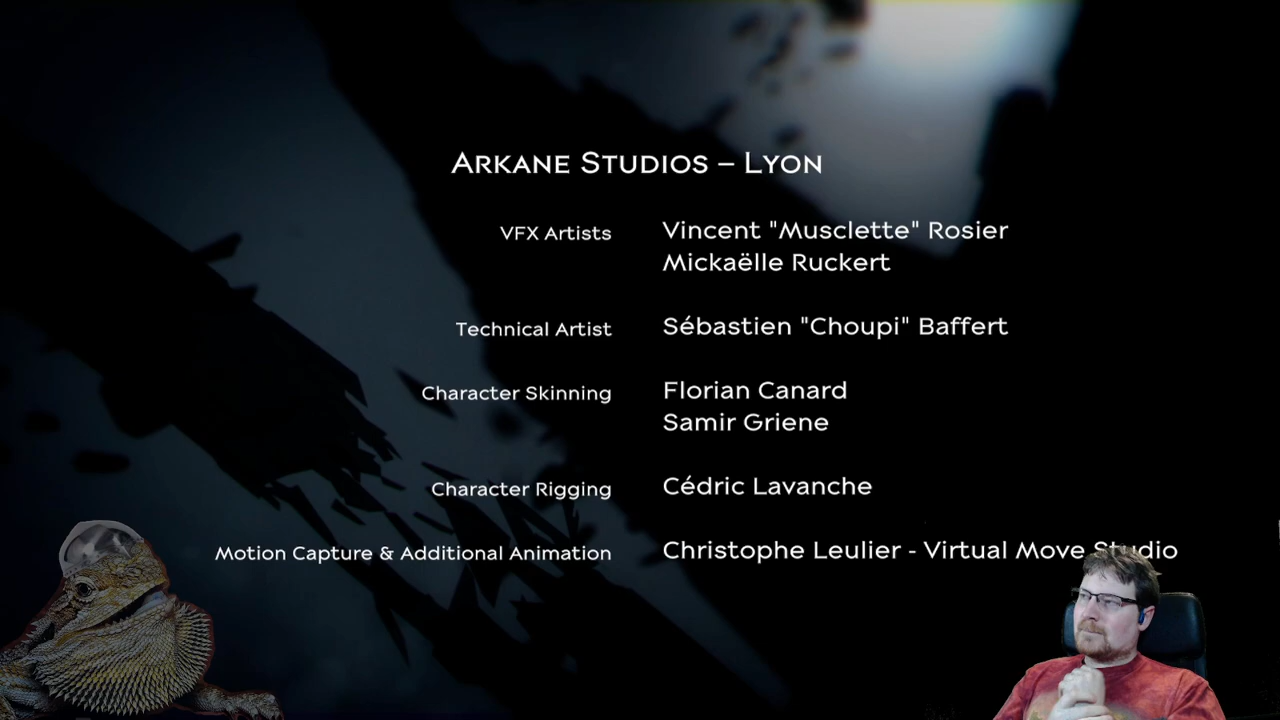 Arkane Studios – Lyon
VFX Artists Vincent "Musclette" Rosier
Mickaëlle Ruckert
Technical Artist Sébastien "Choupi" Baffert
Character Skinning Florian Canard
Samir Griene
Character Rigging Cédric Lavanche
Motion Capture & Additional Animation Christophe Leulier - Virtual Move Studio